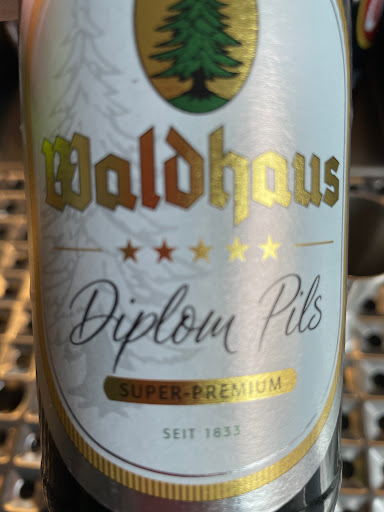 Waldhaus
Diplom Pils
SUPER-PREMIUM
SEIT 1833